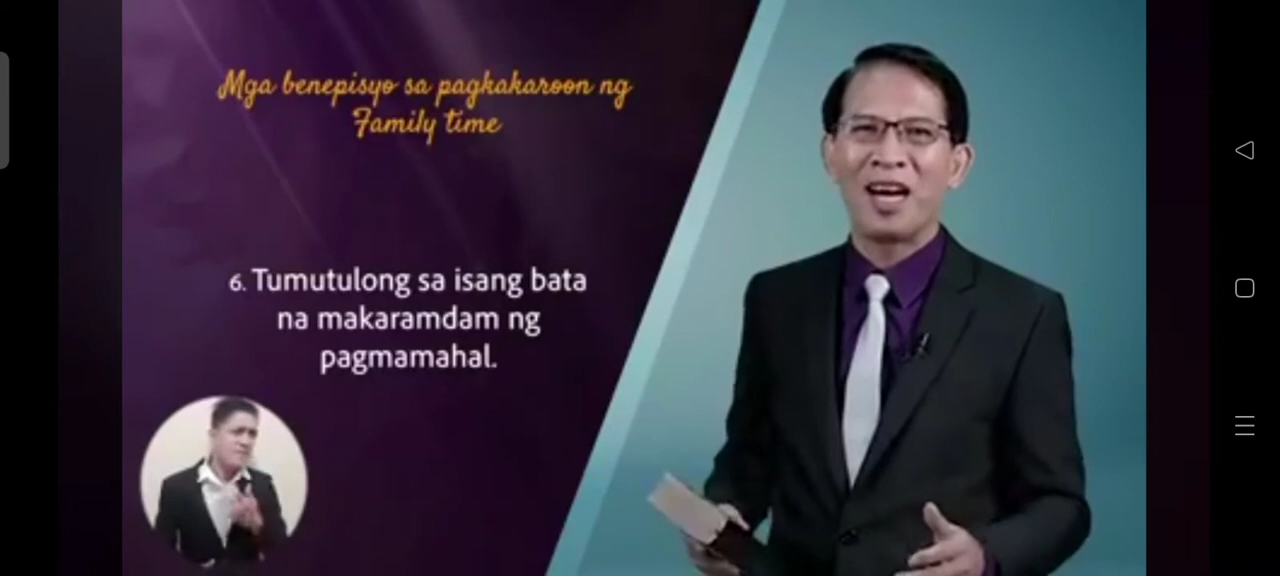 Mga benepisyo sa pagkakaroon ng
Family time
6. Tumutulong sa isang bata
na makaramdam ng
pagmamahal.